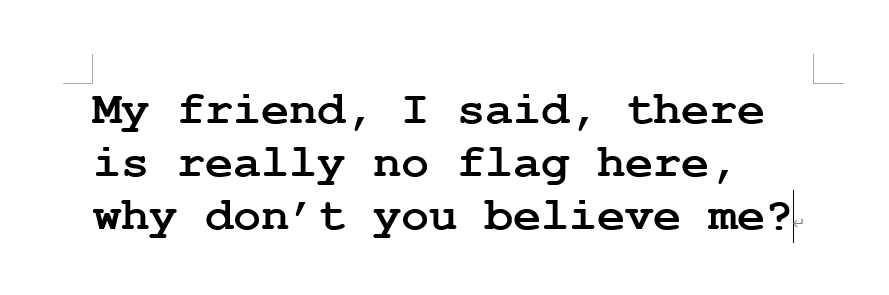 My friend, I said, there
is really no flag here,
why don’t you believe me?